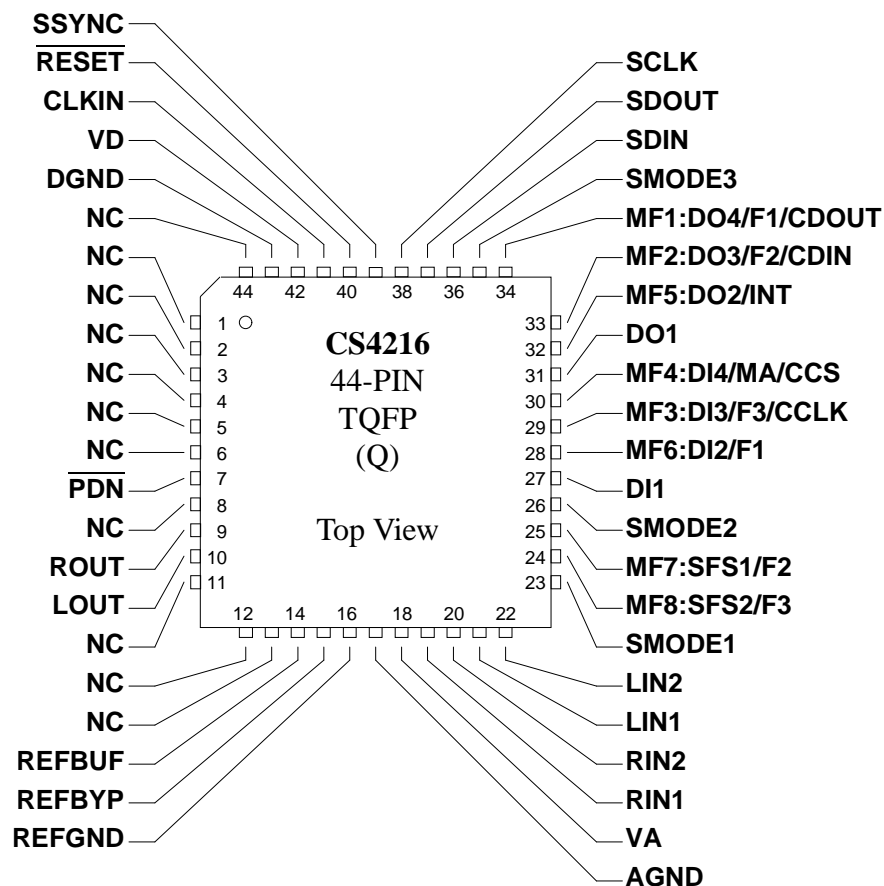 SSYNC
RESET
CLKIN
VD
DGND
NC
NC
NC
NC
NC
NC
NC
PDN
NC
ROUT
LOUT
NC
NC
NC
REFBUF
REFBYP
REFGND
44 42 40 38 36 34
1
2
3
4
5
6
7
8
9
10
11
CS4216
44-PIN
TQFP
(Q)
Top View
33
32
31
30
29
28
27
26
25
24
23
12 14 16 18 20 22
SCLK
SDOUT
SDIN
SMODE3
MF1:DO4/F1/CDOUT
MF2:DO3/F2/CDIN
MF5:DO2/INT
DO1
MF4:DI4/MA/CCS
MF3:DI3/F3/CCLK
MF6:DI2/F1
DI1
SMODE2
MF7:SFS1/F2
MF8:SFS2/F3
SMODE1
LIN2
LIN1
RIN2
RIN1
VA
AGND